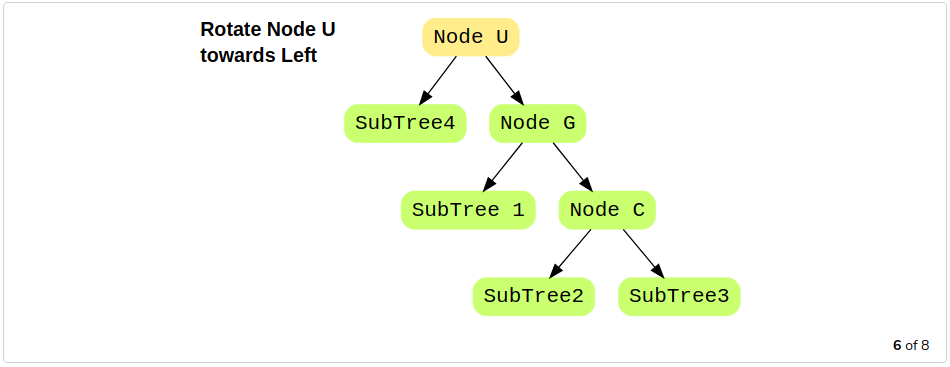 Rotate Node U
towards Left
Node U
SubTree4
Node G
SubTree 1
Node C
SubTree2
SubTree3
6 of 8